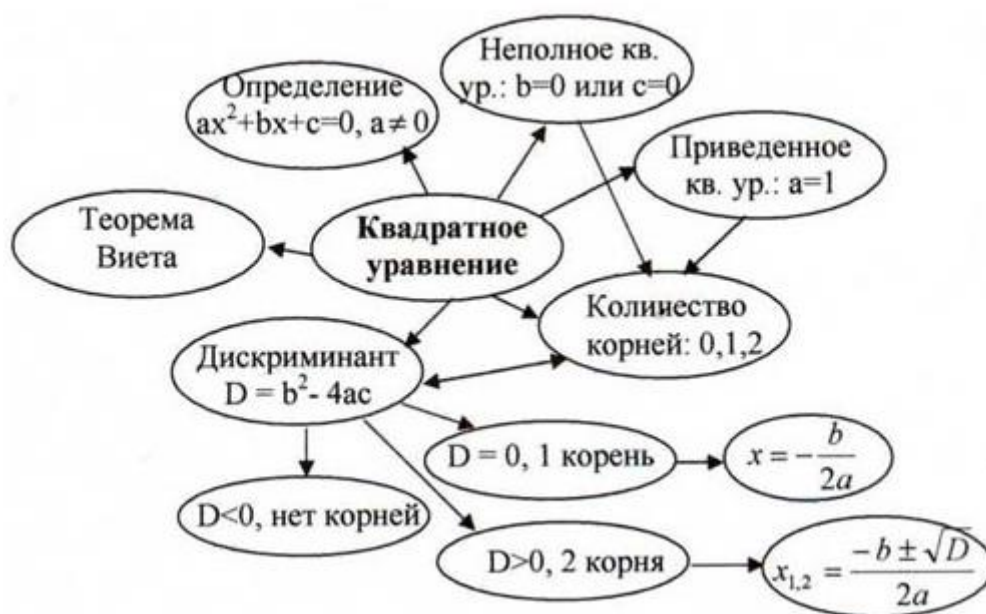 Неполное кв.
ур.: b=0 или c=0
Определение
ax²+bx+c=0, a≠0
Приведенное
кв. ур.: a=1
Теорема
Виета
Квадратное
уравнение
Количество
корней: 0,1,2
Дискриминант
D = b²- 4ac
D = 0, 1 корень
x = -b/2a
D<0, нет корней
D>0, 2 корня
x₁,₂ = (-b ± √D)/2a